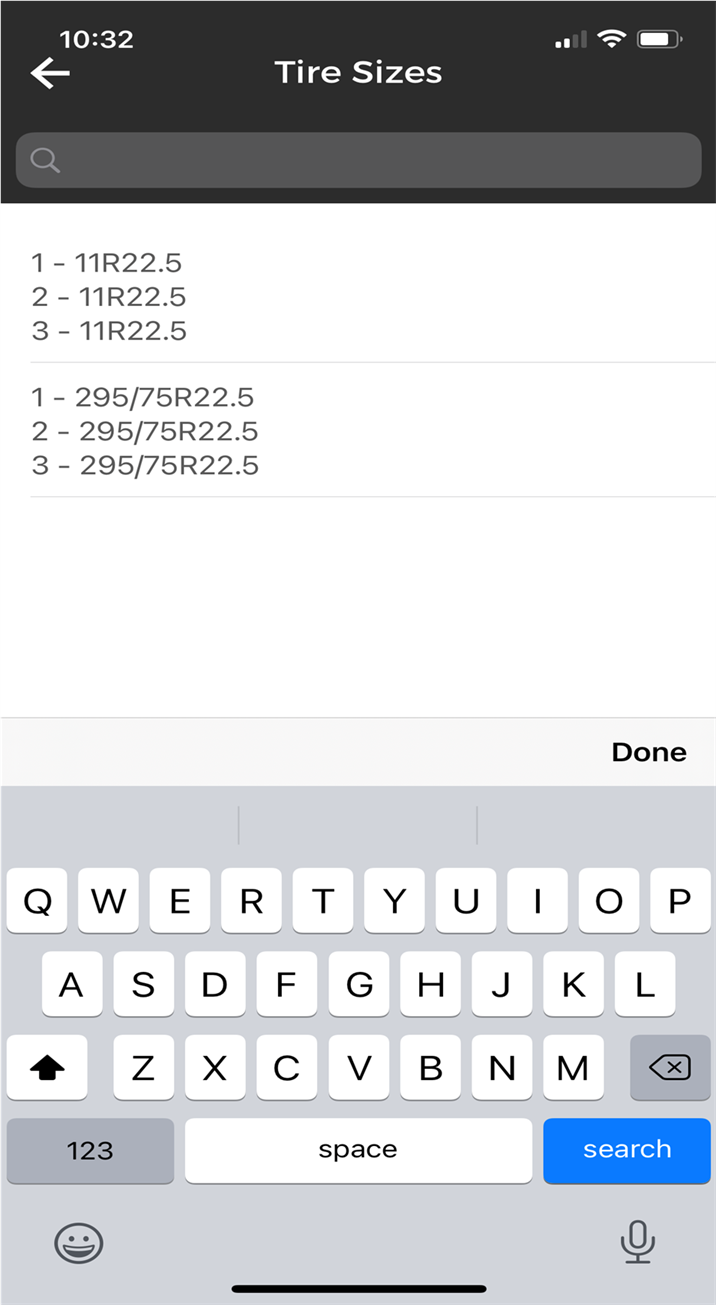 10:32
Tire Sizes
1 - 11R22.5
2 - 11R22.5
3 - 11R22.5
1 - 295/75R22.5
2 - 295/75R22.5
3 - 295/75R22.5
Done
Q W E R T Y U I O P
A S D F G H J K L
Z X C V B N M
123 space search